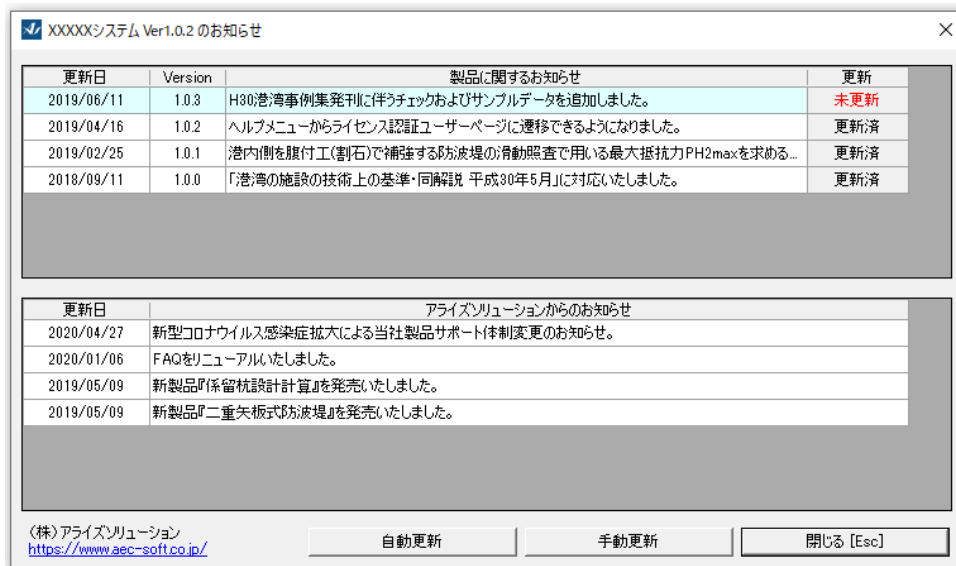 XXXXXシステム Ver1.0.2 のお知らせ
更新日 Version 製品に関するお知らせ 更新
2019/06/11 1.0.3 H30港湾事例集発刊に伴うチェックおよびサンプルデータを追加しました。 未更新
2019/04/16 1.0.2 ヘルプメニューからライセンス認証ユーザーページに遷移できるようになりました。 更新済
2019/02/25 1.0.1 港内側を腹付工(割石)で補強する防波堤の滑動照査で用いる最大抵抗力PH2maxを求める... 更新済
2018/09/11 1.0.0 「港湾の施設の技術上の基準・同解説 平成30年5月」に対応いたしました。 更新済
更新日 アライズソリューションからのお知らせ
2020/04/27 新型コロナウイルス感染症拡大による当社製品サポート体制変更のお知らせ。
2020/01/06 FAQをリニューアルいたしました。
2019/05/09 新製品『係留杭設計計算』を発売いたしました。
2019/05/09 新製品『二重矢板式防波堤』を発売いたしました。
(株)アライズソリューション
https://www.aec-soft.co.jp/
自動更新 手動更新 閉じる [Esc]